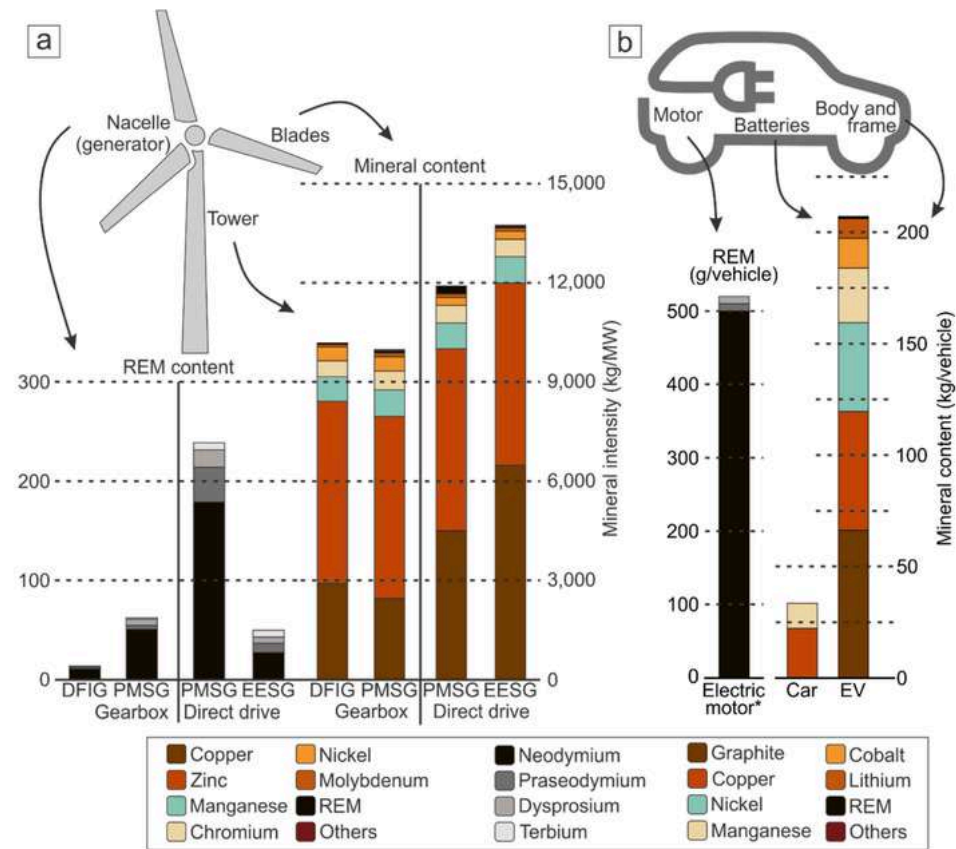 a
b
Nacelle
(generator)
Blades
Tower
Mineral content
REM content
15,000
12,000
9,000
6,000
3,000
0
Mineral intensity (kg/MW)
300
200
100
0
DFIG PMSG PMSG EESG
Gearbox Direct drive
DFIG PMSG PMSG EESG
Gearbox Direct drive
Motor
Batteries
Body and
frame
REM
(g/vehicle)
500
400
300
200
100
0
Electric
motor*
Car
EV
200
150
100
50
0
Mineral content (kg/vehicle)
Copper
Zinc
Manganese
Chromium
Nickel
Molybdenum
REM
Others
Neodymium
Praseodymium
Dysprosium
Terbium
Graphite
Copper
Nickel
Manganese
Cobalt
Lithium
REM
Others